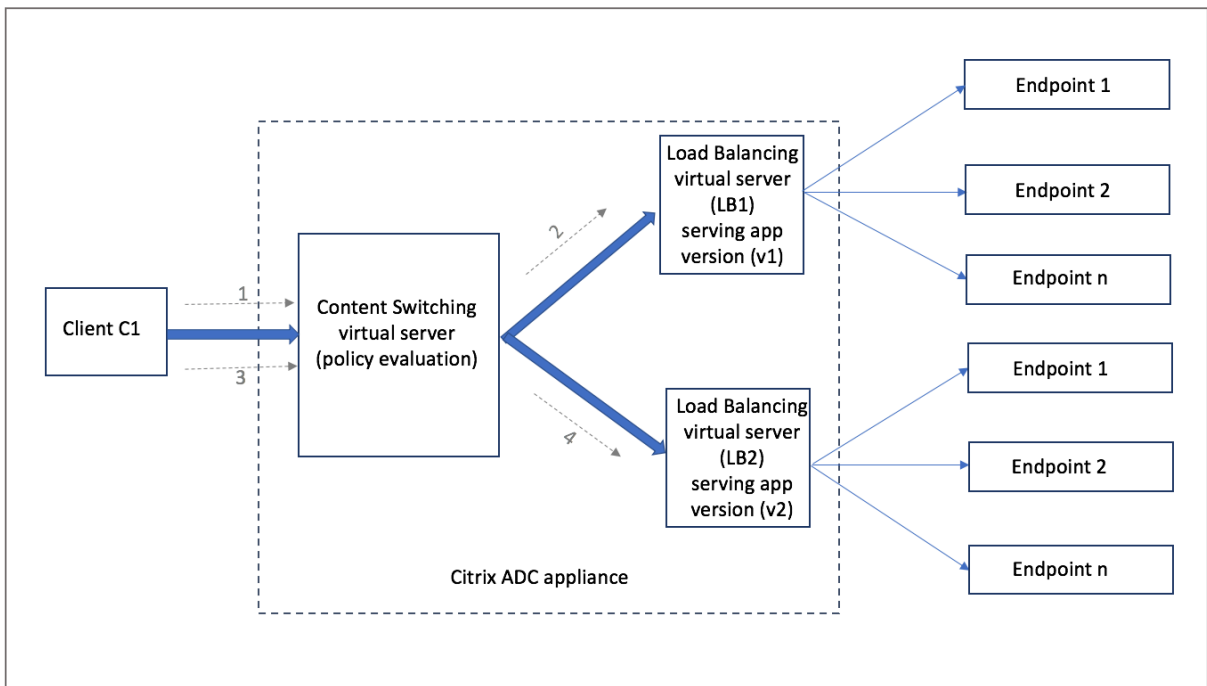 Client C1
1
3
Content Switching
virtual server
(policy evaluation)
2
4
Load Balancing
virtual server
(LB1)
serving app
version (v1)
Load Balancing
virtual server
(LB2)
serving app
version (v2)
Citrix ADC appliance
Endpoint 1
Endpoint 2
Endpoint n
Endpoint 1
Endpoint 2
Endpoint n